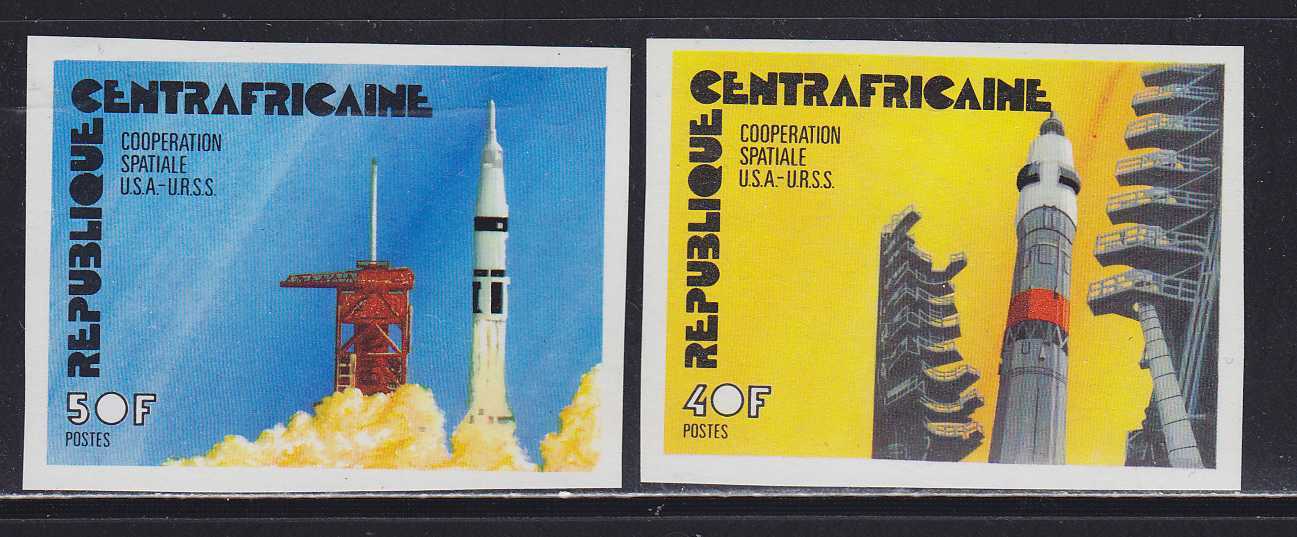 REPUBLIQUE
CENTRAFRICAINE
COOPERATION
SPATIALE
U.S.A.-U.R.S.S.
50F
POSTES
REPUBLIQUE
CENTRAFRICAINE
COOPERATION
SPATIALE
U.S.A.-U.R.S.S.
40F
POSTES